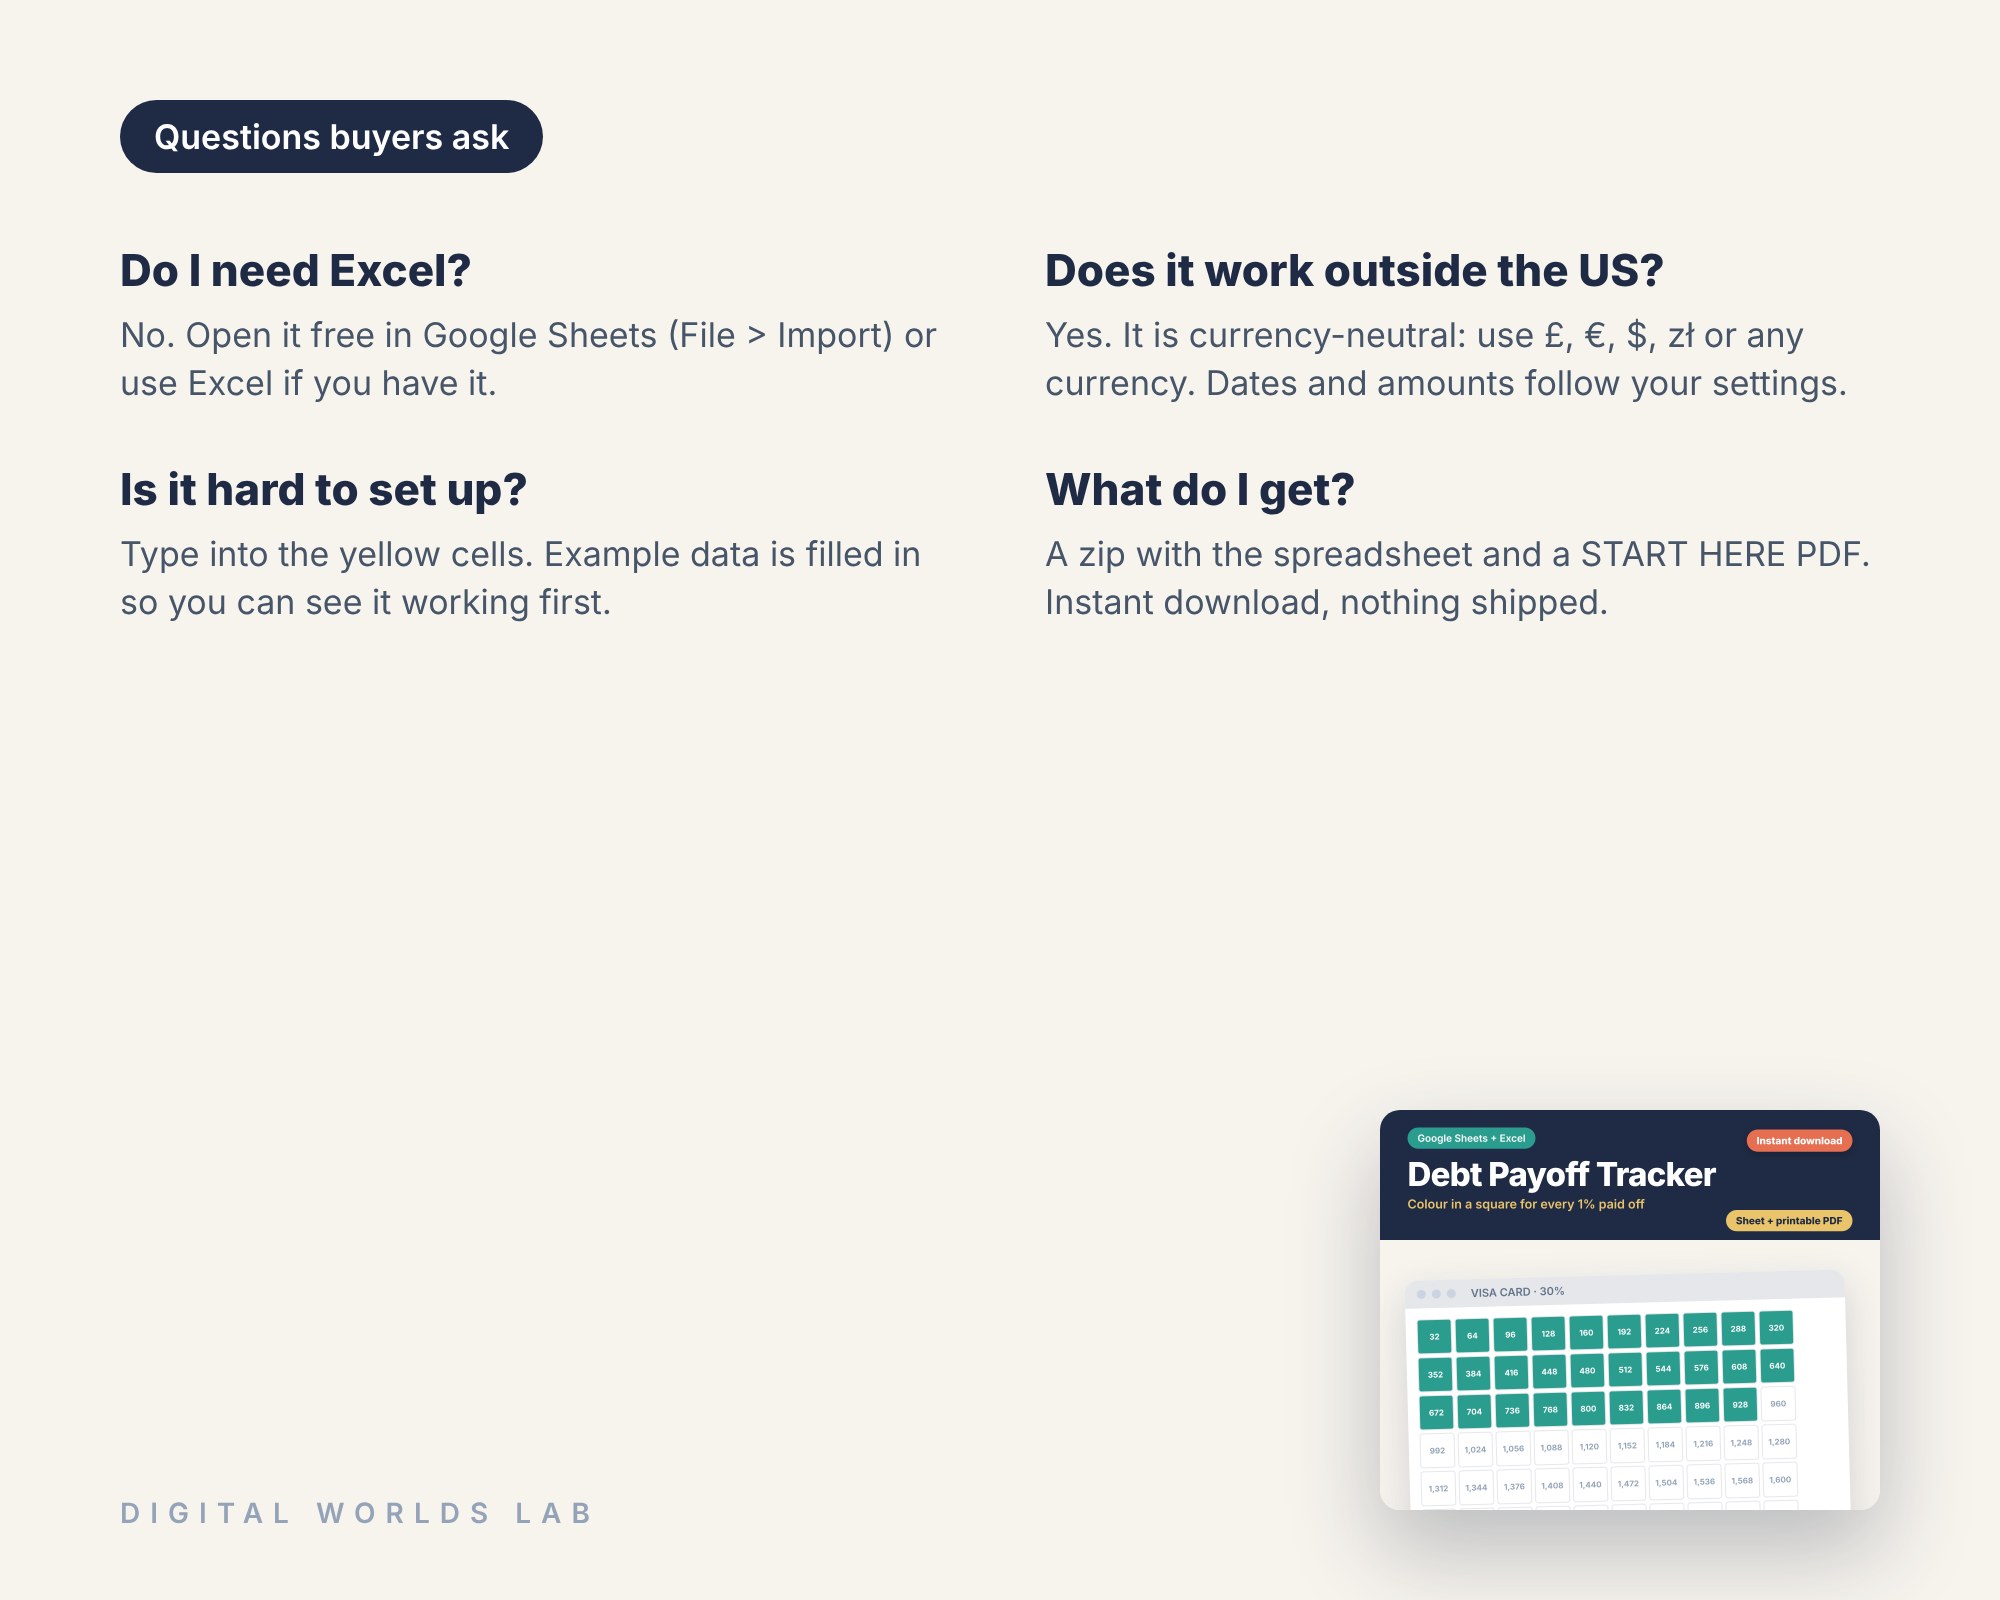 Questions buyers ask
Do I need Excel?
No. Open it free in Google Sheets (File > Import) or
use Excel if you have it.
Does it work outside the US?
Yes. It is currency-neutral: use £, €, $, zł or any
currency. Dates and amounts follow your settings.
Is it hard to set up?
Type into the yellow cells. Example data is filled in
so you can see it working first.
What do I get?
A zip with the spreadsheet and a START HERE PDF.
Instant download, nothing shipped.
Google Sheets + Excel
Instant download
Debt Payoff Tracker
Colour in a square for every 1% paid off
Sheet + printable PDF
VISA CARD · 30%
32 64 96 128 160 192 224 256 288 320
352 384 416 448 480 512 544 576 608 640
672 704 736 768 800 832 864 896 928 960
992 1,024 1,056 1,088 1,120 1,152 1,184 1,216 1,248 1,280
1,312 1,344 1,376 1,408 1,440 1,472 1,504 1,536 1,568 1,600
DIGITAL WORLDS LAB